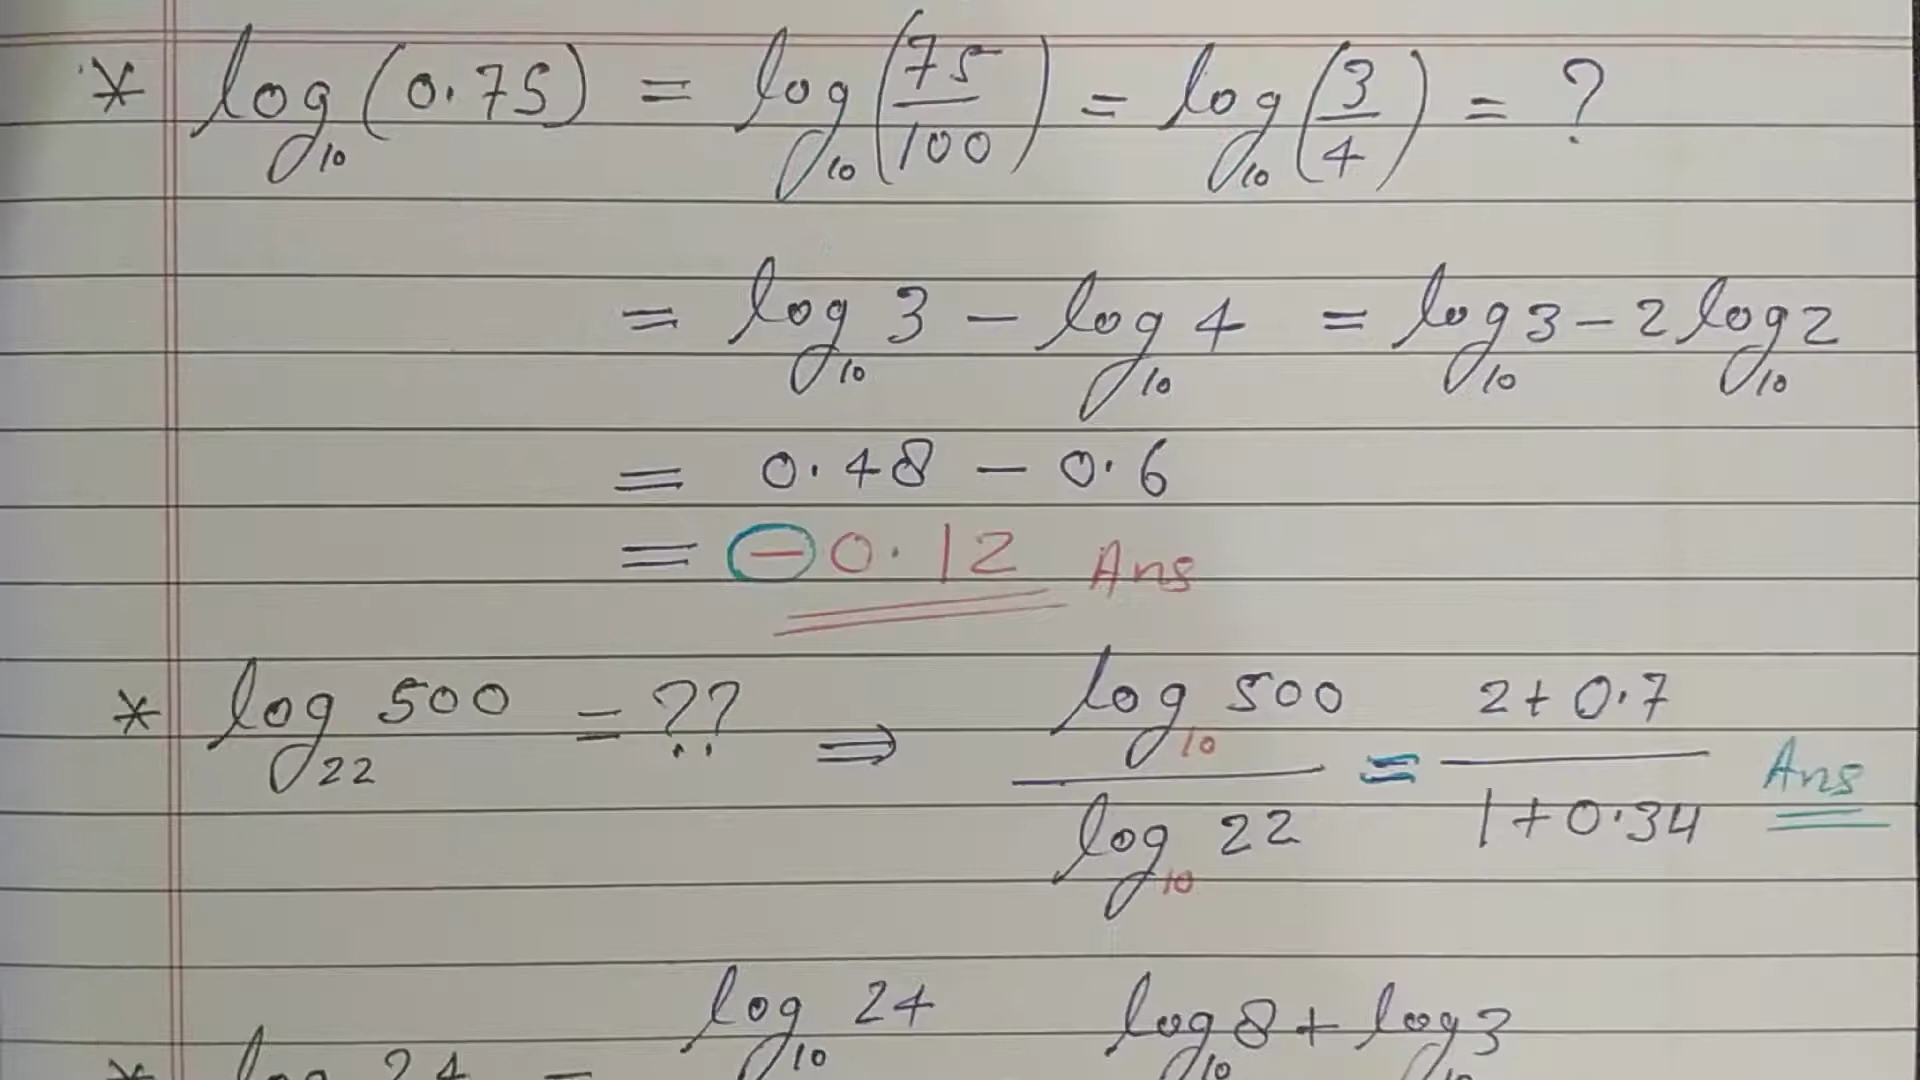 * log₁₀(0.75) = log₁₀(75/100) = log₁₀(3/4) = ?
= log₁₀ 3 − log₁₀ 4 = log₁₀ 3 − 2 log₁₀ 2
= 0.48 − 0.6
= −0.12 Ans
* log₂₂ 500 = ?? ⇒ log₁₀ 500 / log₁₀ 22 = 2+0.7 / 1+0.34 Ans
* log 24 = log₁₀ 24 log₁₀ 8 + log₁₀ 3